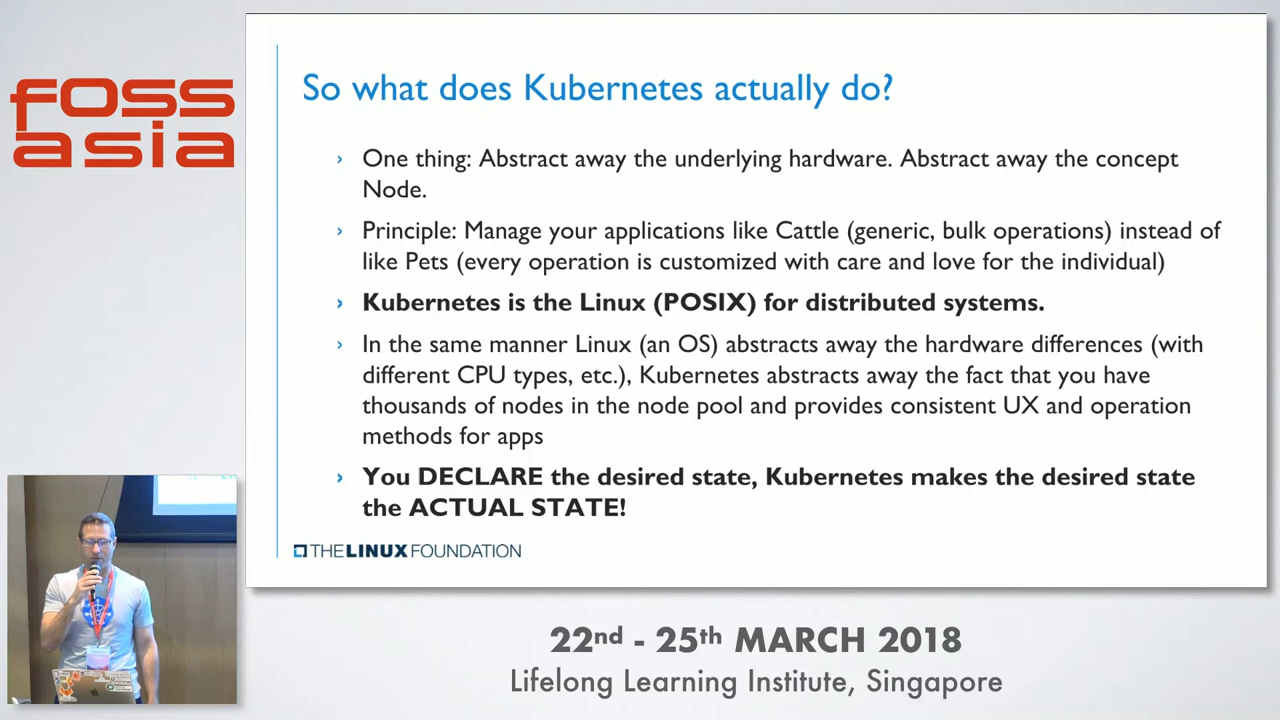 foss
asia
So what does Kubernetes actually do?
› One thing: Abstract away the underlying hardware. Abstract away the concept
Node.
› Principle: Manage your applications like Cattle (generic, bulk operations) instead of
like Pets (every operation is customized with care and love for the individual)
› Kubernetes is the Linux (POSIX) for distributed systems.
› In the same manner Linux (an OS) abstracts away the hardware differences (with
different CPU types, etc.), Kubernetes abstracts away the fact that you have
thousands of nodes in the node pool and provides consistent UX and operation
methods for apps
› You DECLARE the desired state, Kubernetes makes the desired state
the ACTUAL STATE!
THE LINUX FOUNDATION
22nd - 25th MARCH 2018
Lifelong Learning Institute, Singapore